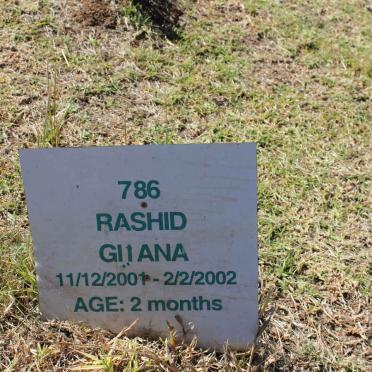 786
RASHID
11/12/2001 - 2/2/2002
AGE: 2 months